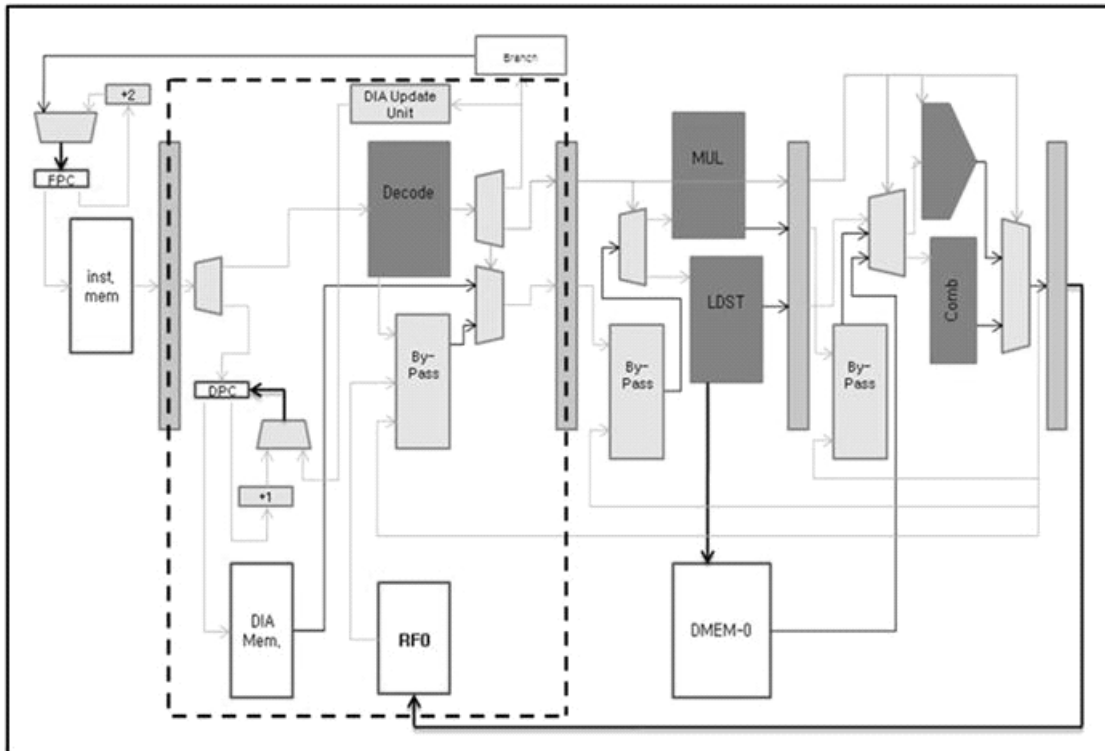 Branch
+2
DIA Update
Unit
FPC
Decode
MUL
inst,
mem
LDST
Comb
By-
Pass
By-
Pass
By-
Pass
DPC
+1
DIA
Mem,
RF0
DMEM-0